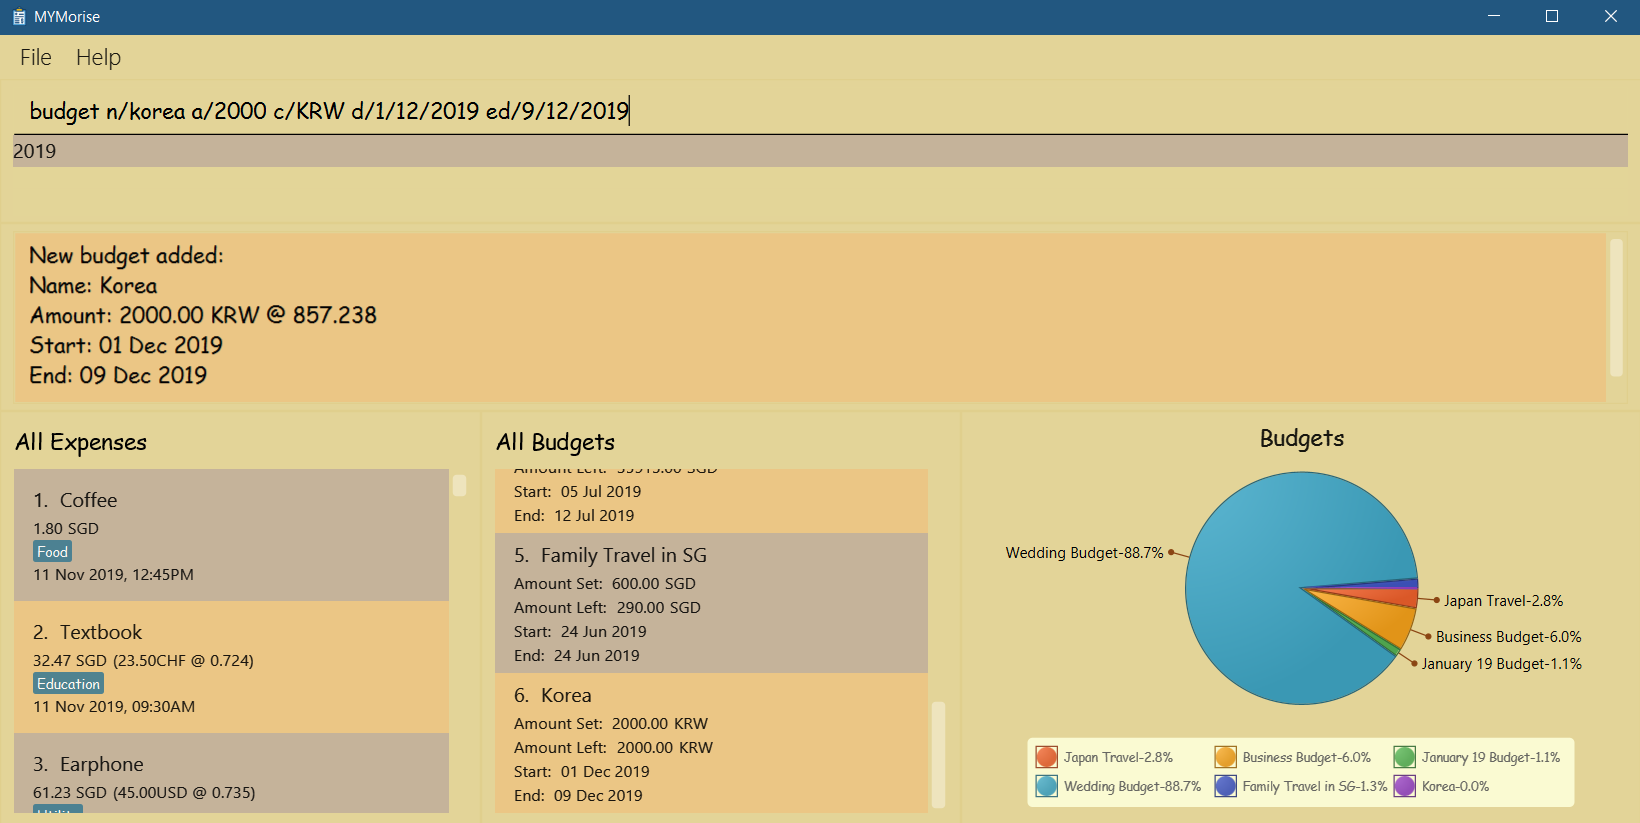 MYMorise
File Help
budget n/korea a/2000 c/KRW d/1/12/2019 ed/9/12/2019
2019
New budget added:
Name: Korea
Amount: 2000.00 KRW @ 857.238
Start: 01 Dec 2019
End: 09 Dec 2019
All Expenses
1. Coffee
1.80 SGD
Food
11 Nov 2019, 12:45PM
2. Textbook
32.47 SGD (23.50CHF @ 0.724)
Education
11 Nov 2019, 09:30AM
3. Earphone
61.23 SGD (45.00USD @ 0.735)
All Budgets
Amount Left: SGD
Start: 05 Jul 2019
End: 12 Jul 2019
5. Family Travel in SG
Amount Set: 600.00 SGD
Amount Left: 290.00 SGD
Start: 24 Jun 2019
End: 24 Jun 2019
6. Korea
Amount Set: 2000.00 KRW
Amount Left: 2000.00 KRW
Start: 01 Dec 2019
End: 09 Dec 2019
Budgets
Wedding Budget-88.7%
Japan Travel-2.8%
Business Budget-6.0%
January 19 Budget-1.1%
Japan Travel-2.8% Business Budget-6.0% January 19 Budget-1.1%
Wedding Budget-88.7% Family Travel in SG-1.3% Korea-0.0%